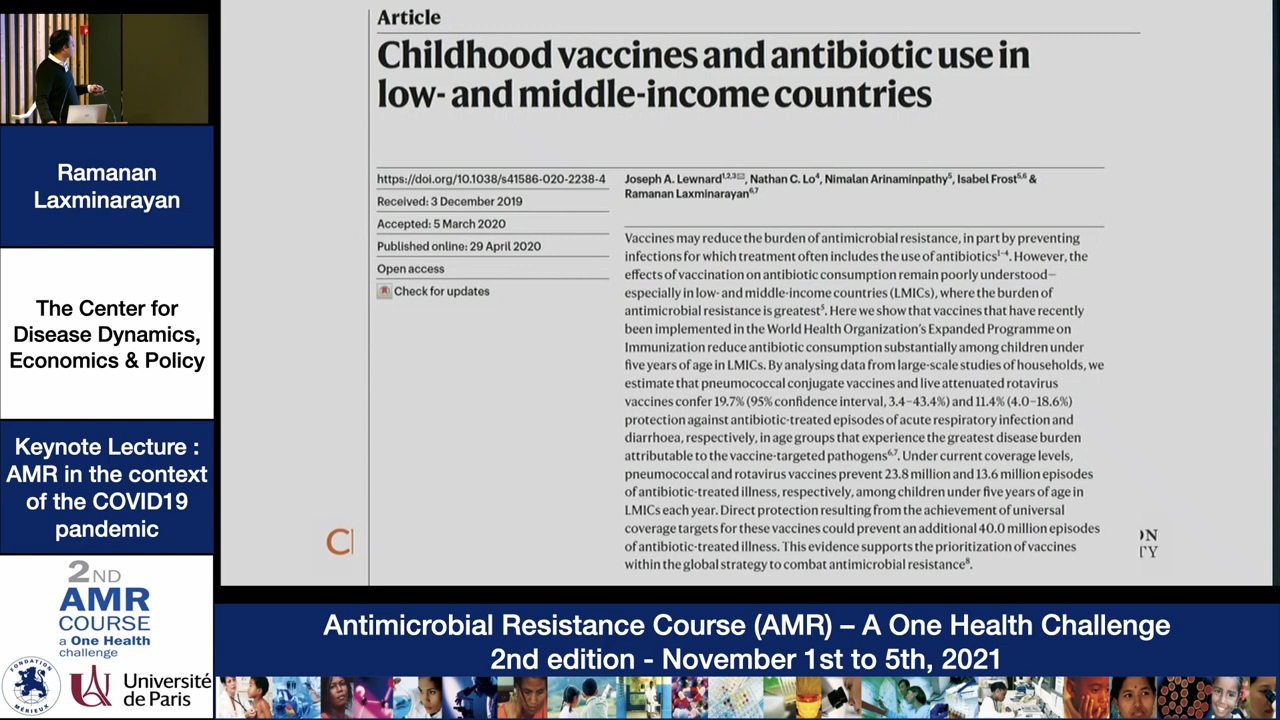 Ramanan
Laxminarayan
The Center for
Disease Dynamics,
Economics & Policy
Keynote Lecture :
AMR in the context
of the COVID19
pandemic
2ND
AMR
COURSE
a One Health
challenge
FONDATION
MÉRIEUX
Université
de Paris
Article
Childhood vaccines and antibiotic use in
low- and middle-income countries
https://doi.org/10.1038/s41586-020-2238-4
Received: 3 December 2019
Accepted: 5 March 2020
Published online: 29 April 2020
Open access
Check for updates
Joseph A. Lewnard1,2,3✉, Nathan C. Lo4, Nimalan Arinaminpathy5, Isabel Frost5,6 &
Ramanan Laxminarayan6,7
Vaccines may reduce the burden of antimicrobial resistance, in part by preventing
infections for which treatment often includes the use of antibiotics1–4. However, the
effects of vaccination on antibiotic consumption remain poorly understood—
especially in low- and middle-income countries (LMICs), where the burden of
antimicrobial resistance is greatest5. Here we show that vaccines that have recently
been implemented in the World Health Organization's Expanded Programme on
Immunization reduce antibiotic consumption substantially among children under
five years of age in LMICs. By analysing data from large-scale studies of households, we
estimate that pneumococcal conjugate vaccines and live attenuated rotavirus
vaccines confer 19.7% (95% confidence interval, 3.4–43.4%) and 11.4% (4.0–18.6%)
protection against antibiotic-treated episodes of acute respiratory infection and
diarrhoea, respectively, in age groups that experience the greatest disease burden
attributable to the vaccine-targeted pathogens6,7. Under current coverage levels,
pneumococcal and rotavirus vaccines prevent 23.8 million and 13.6 million episodes
of antibiotic-treated illness, respectively, among children under five years of age in
LMICs each year. Direct protection resulting from the achievement of universal
coverage targets for these vaccines could prevent an additional 40.0 million episodes
of antibiotic-treated illness. This evidence supports the prioritization of vaccines
within the global strategy to combat antimicrobial resistance8.
C
ON
TY
Antimicrobial Resistance Course (AMR) – A One Health Challenge
2nd edition - November 1st to 5th, 2021